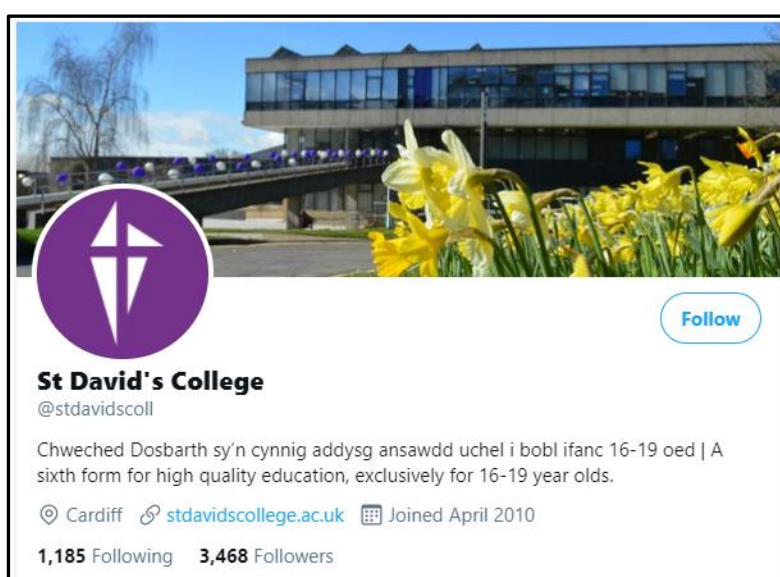 Follow
St David's College
@stdavidscoll
Chweched Dosbarth sy'n cynnig addysg ansawdd uchel i bobl ifanc 16-19 oed | A
sixth form for high quality education, exclusively for 16-19 year olds.
Cardiff stdavidscollege.ac.uk Joined April 2010
1,185 Following 3,468 Followers